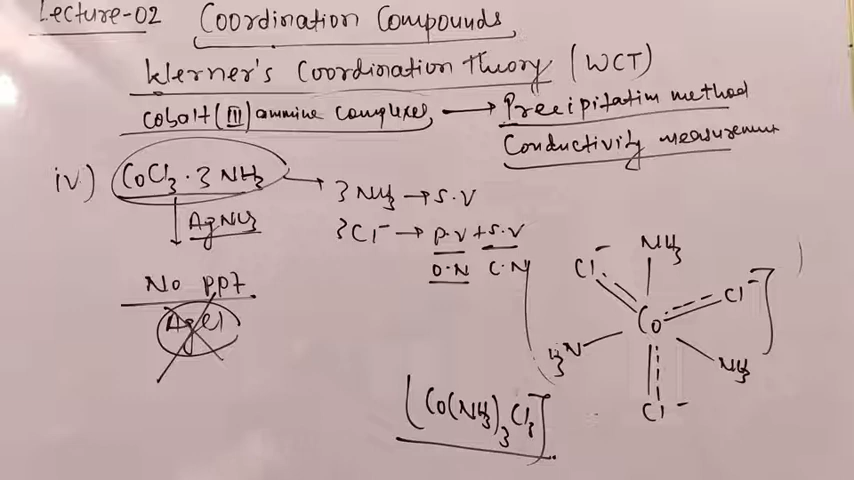 Lecture-02 Coordination Compounds
Werner's Coordination Theory (WCT)
Cobalt(III) ammine complexes → Precipitation method
Conductivity measurement
iv) CoCl₃·3NH₃ → 3NH₃ → S.V
AgNH₃
3Cl⁻ → P.V + S.V
O.N C.N
No ppt
AgCl
Cl⁻ NH₃
Cl⁻
Co
H₃N
NH₃
Cl⁻
[Co(NH₃)₃Cl₃]